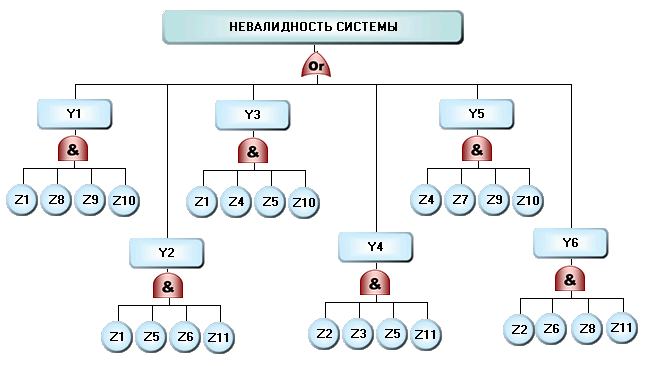 НЕВАЛИДНОСТЬ СИСТЕМЫ
Or
Y1 Y3 Y5
& & &
Z1 Z8 Z9 Z10 Z1 Z4 Z5 Z10 Z4 Z7 Z9 Z10
Y2 Y4 Y6
& & &
Z1 Z5 Z6 Z11 Z2 Z3 Z5 Z11 Z2 Z6 Z8 Z11